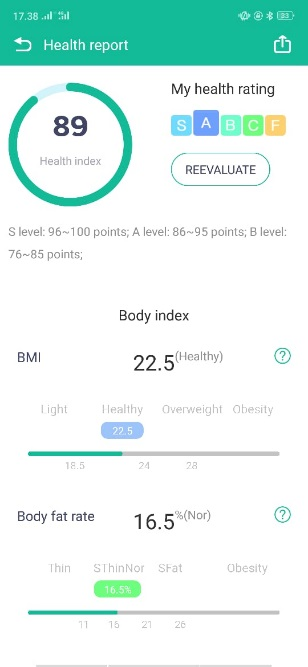 17.38
Health report
89
Health index
My health rating
S A B C F
REEVALUATE
S level: 96~100 points; A level: 86~95 points; B level:
76~85 points;
Body index
BMI 22.5(Healthy) ?
Light Healthy Overweight Obesity
22.5
18.5 24 28
Body fat rate 16.5%(Nor) ?
Thin SThinNor SFat Obesity
16.5%
11 16 21 26